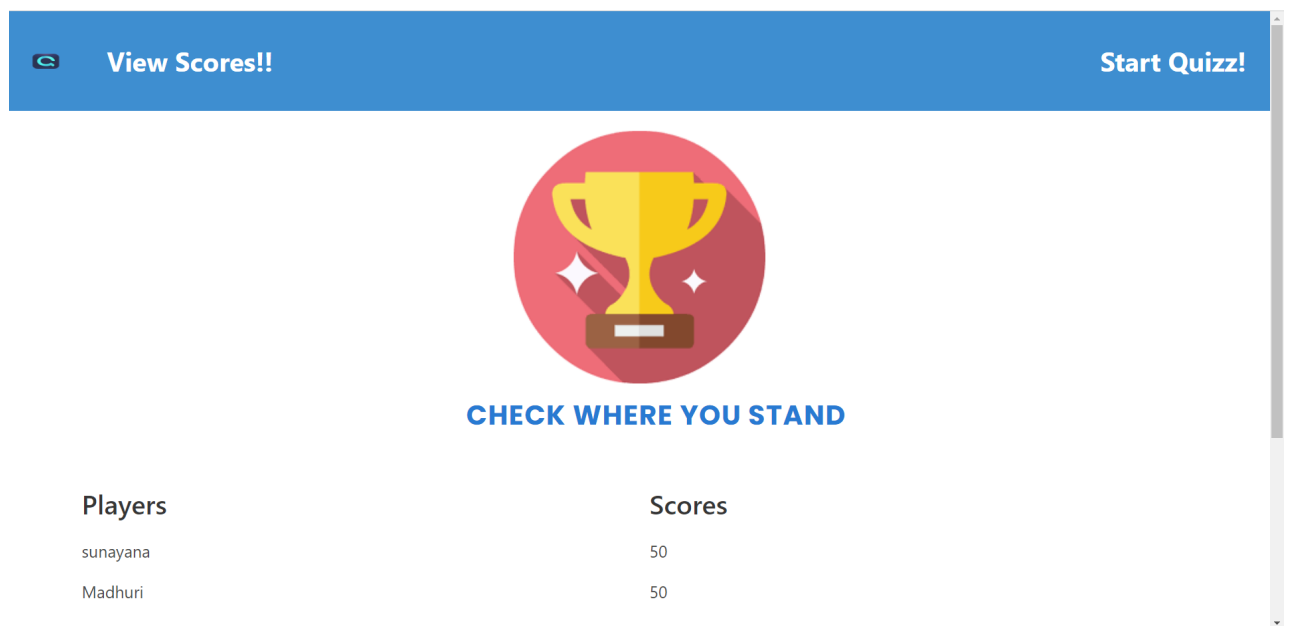 View Scores!!
Start Quizz!
CHECK WHERE YOU STAND
Players Scores
sunayana 50
Madhuri 50